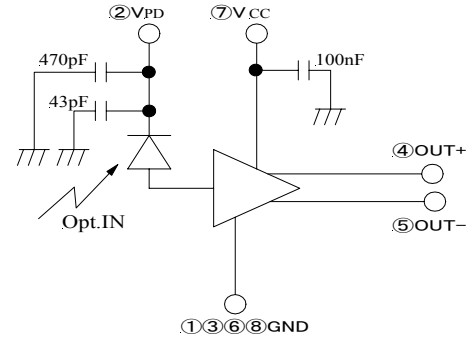 ②VPD
⑦VCC
470pF
100nF
43pF
④OUT+
Opt.IN
⑤OUT−
①③⑥⑧GND